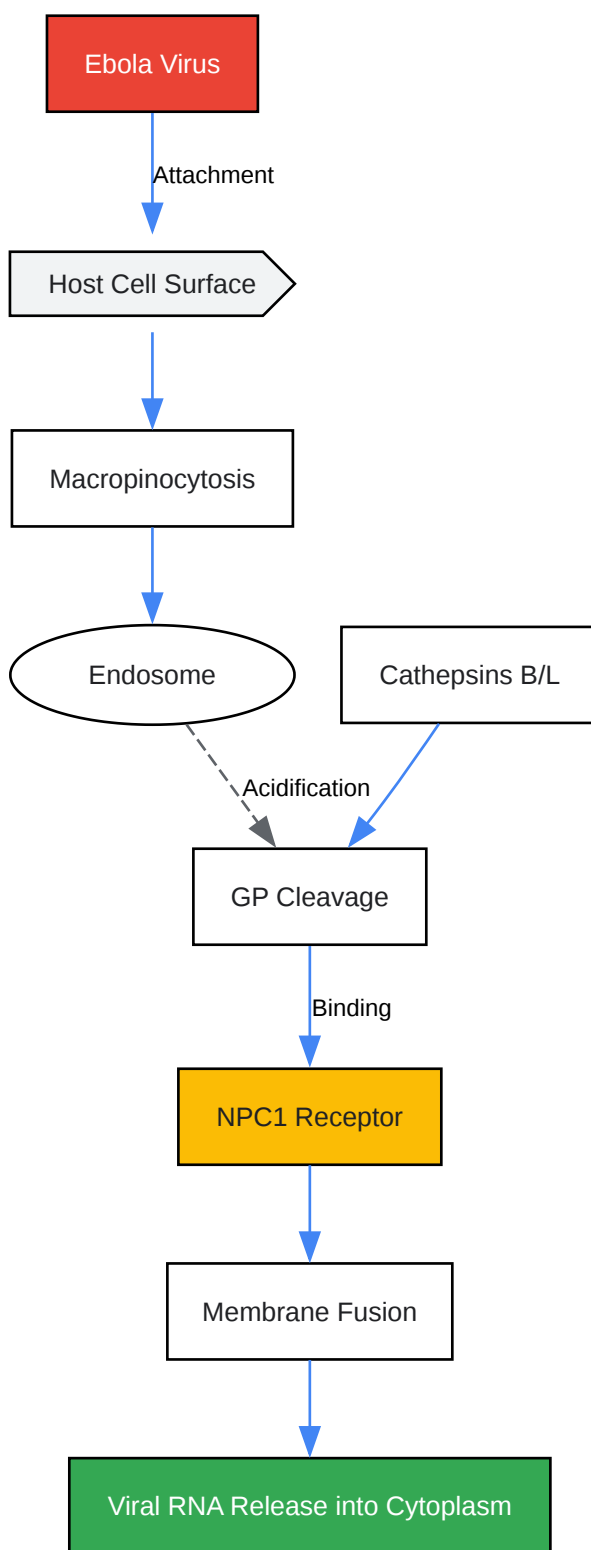 Ebola Virus
Attachment
Host Cell Surface
Macropinocytosis
Endosome
Cathepsins B/L
Acidification
GP Cleavage
Binding
NPC1 Receptor
Membrane Fusion
Viral RNA Release into Cytoplasm